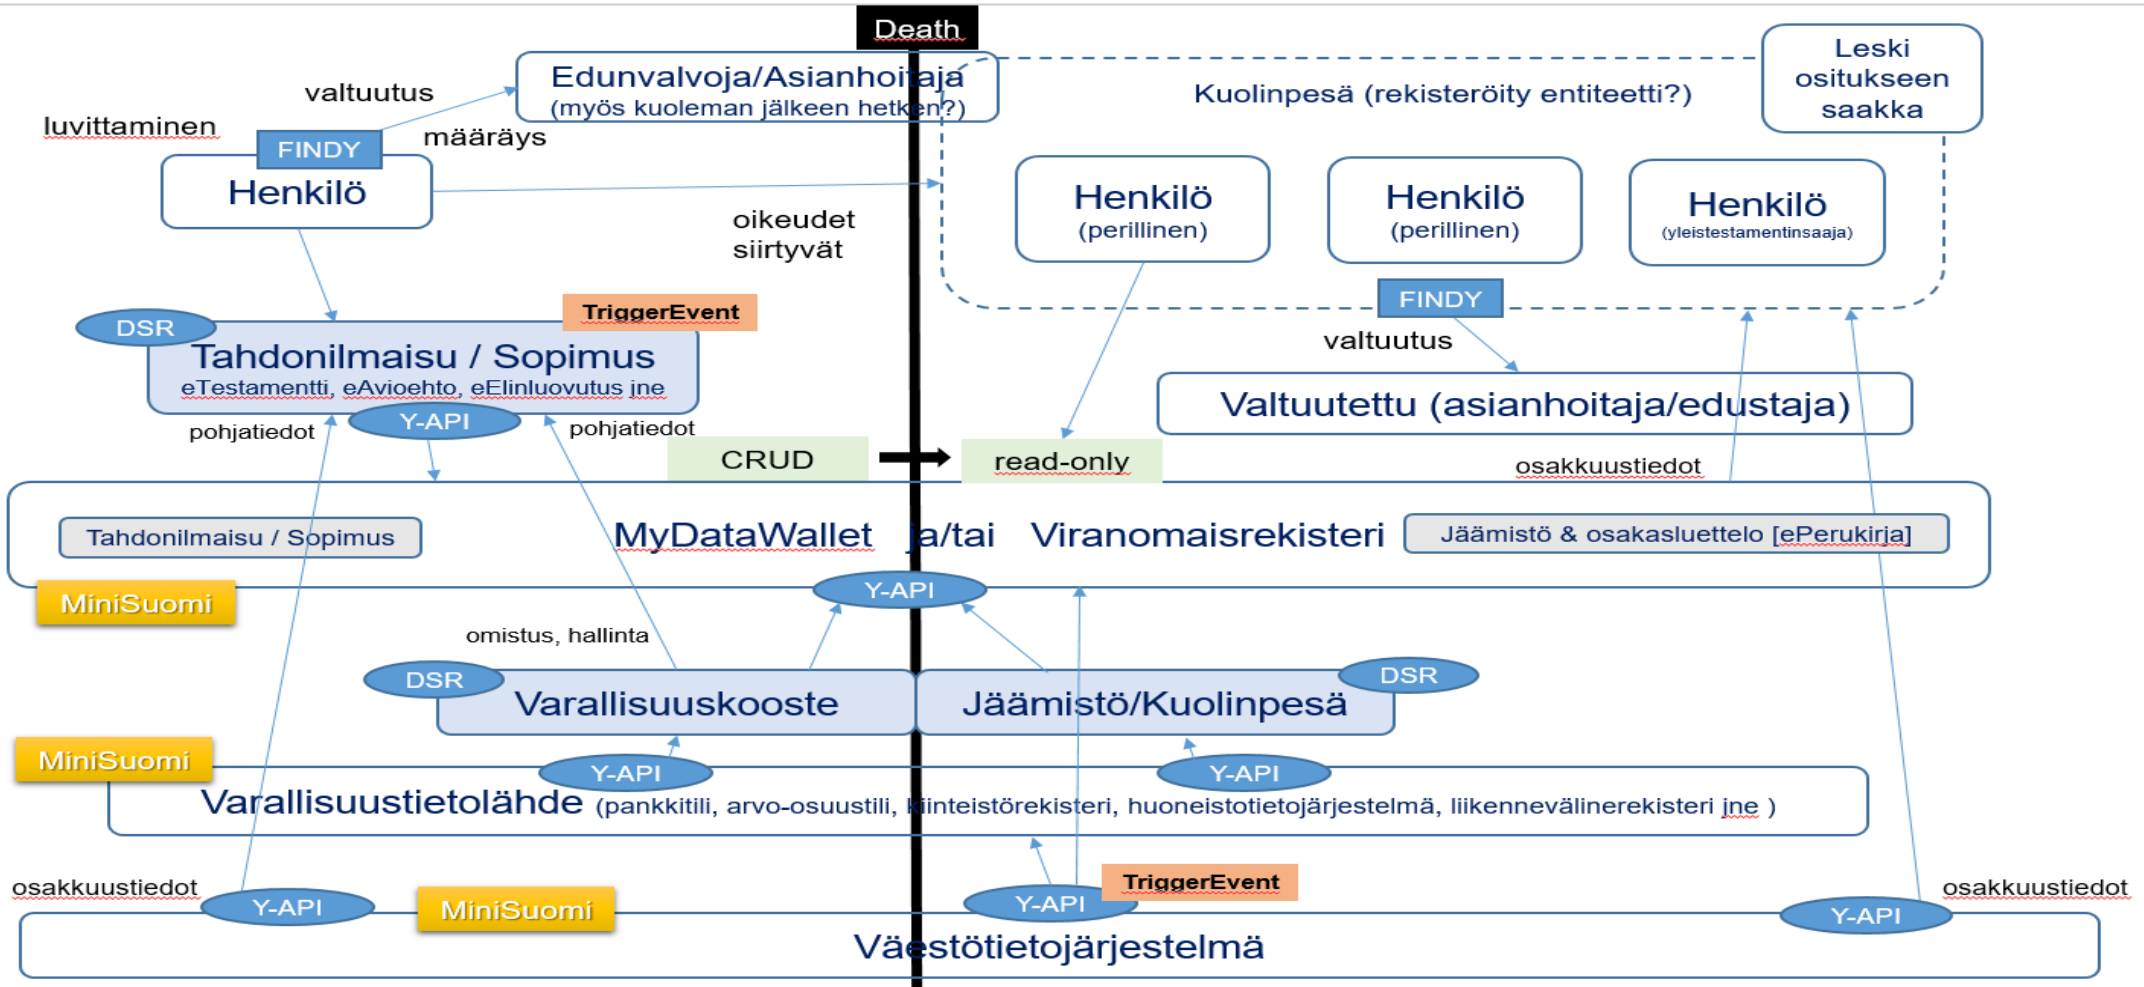 Death
Edunvalvoja/Asianhoitaja
(myös kuoleman jälkeen hetken?)
valtuutus
määräys
luvittaminen
FINDY
Henkilö
oikeudet
siirtyvät
Kuolinpesä (rekisteröity entiteetti?)
Leski
ositukseen
saakka
Henkilö
(perillinen)
Henkilö
(perillinen)
Henkilö
(yleistestamentinsaaja)
FINDY
valtuutus
Valtuutettu (asianhoitaja/edustaja)
DSR
TriggerEvent
Tahdonilmaisu / Sopimus
eTestamentti, eAvioehto, eElinluovutus jne
Y-API
pohjatiedot
pohjatiedot
CRUD
read-only
osakkuustiedot
Tahdonilmaisu / Sopimus
MyDataWallet ja/tai Viranomaisrekisteri
Jäämistö & osakasluettelo [ePerukirja]
MiniSuomi
Y-API
omistus, hallinta
DSR
Varallisuuskooste
Jäämistö/Kuolinpesä
DSR
MiniSuomi
Y-API
Y-API
Varallisuustietolähde (pankkitili, arvo-osuustili, kiinteistörekisteri, huoneistotietojärjestelmä, liikennevälinerekisteri jne )
osakkuustiedot
Y-API
MiniSuomi
Y-API
TriggerEvent
Y-API
osakkuustiedot
Väestötietojärjestelmä